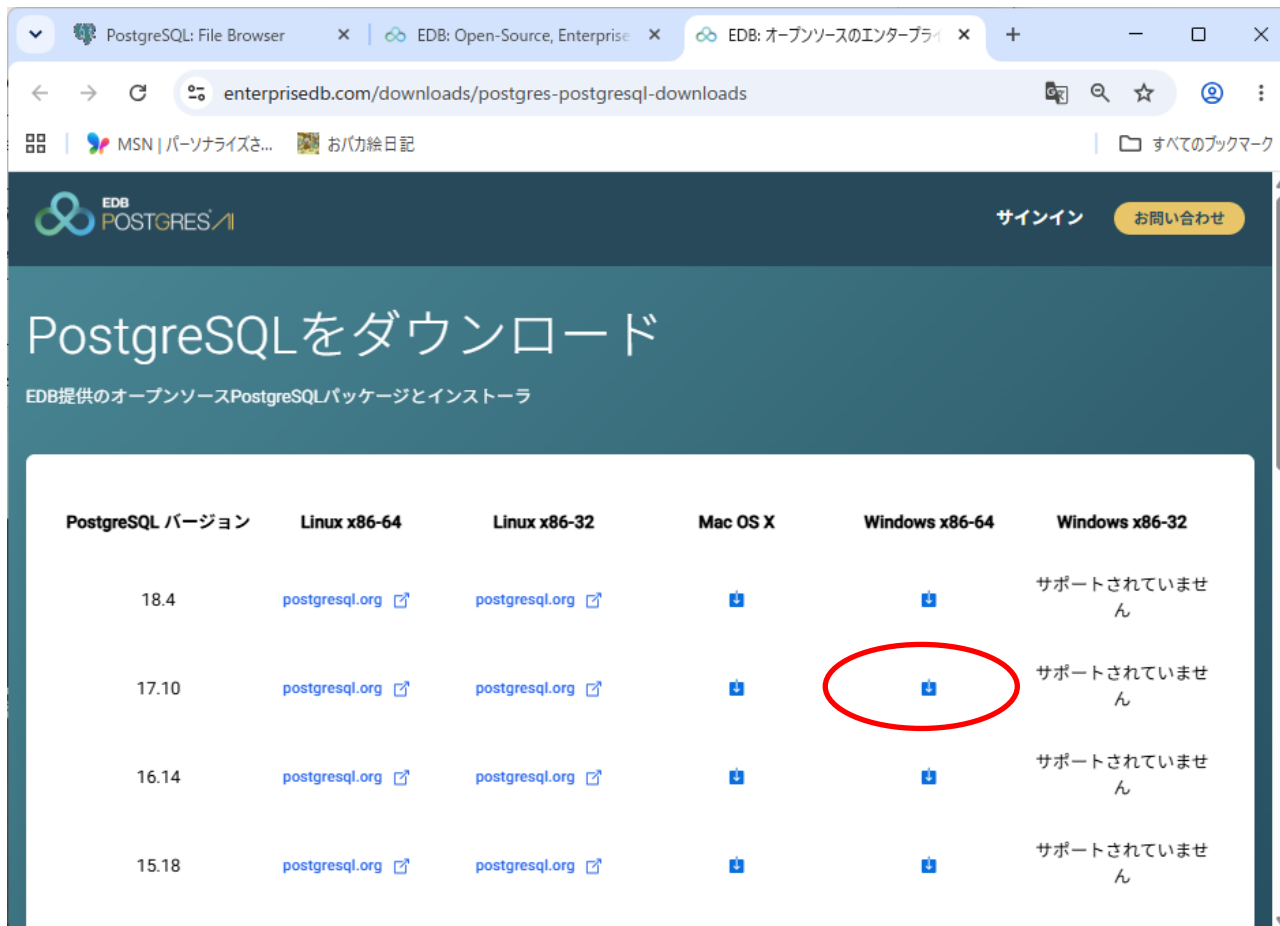 PostgreSQL: File Browser
EDB: Open-Source, Enterprise
EDB: オープンソースのエンタープライ
enterprisedb.com/downloads/postgres-postgresql-downloads
MSN | パーソナライズさ...
おバカ絵日記
すべてのブックマーク
EDB
POSTGRES AI
サインイン
お問い合わせ
PostgreSQLをダウンロード
EDB提供のオープンソースPostgreSQLパッケージとインストーラ
PostgreSQL バージョン Linux x86-64 Linux x86-32 Mac OS X Windows x86-64 Windows x86-32
18.4 postgresql.org postgresql.org サポートされていませ
ん
17.10 postgresql.org postgresql.org サポートされていませ
ん
16.14 postgresql.org postgresql.org サポートされていませ
ん
15.18 postgresql.org postgresql.org サポートされていませ
ん